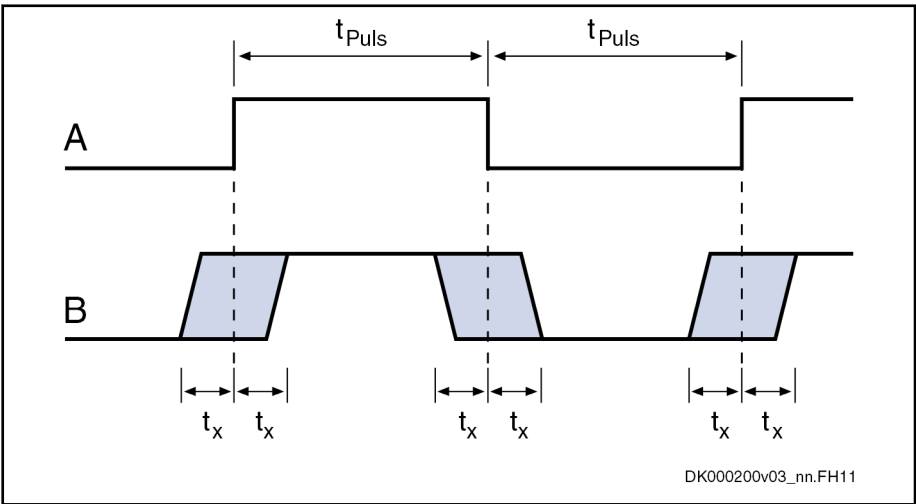 t_Puls t_Puls
A
B
t_x t_x t_x t_x t_x t_x
DK000200v03_nn.FH11